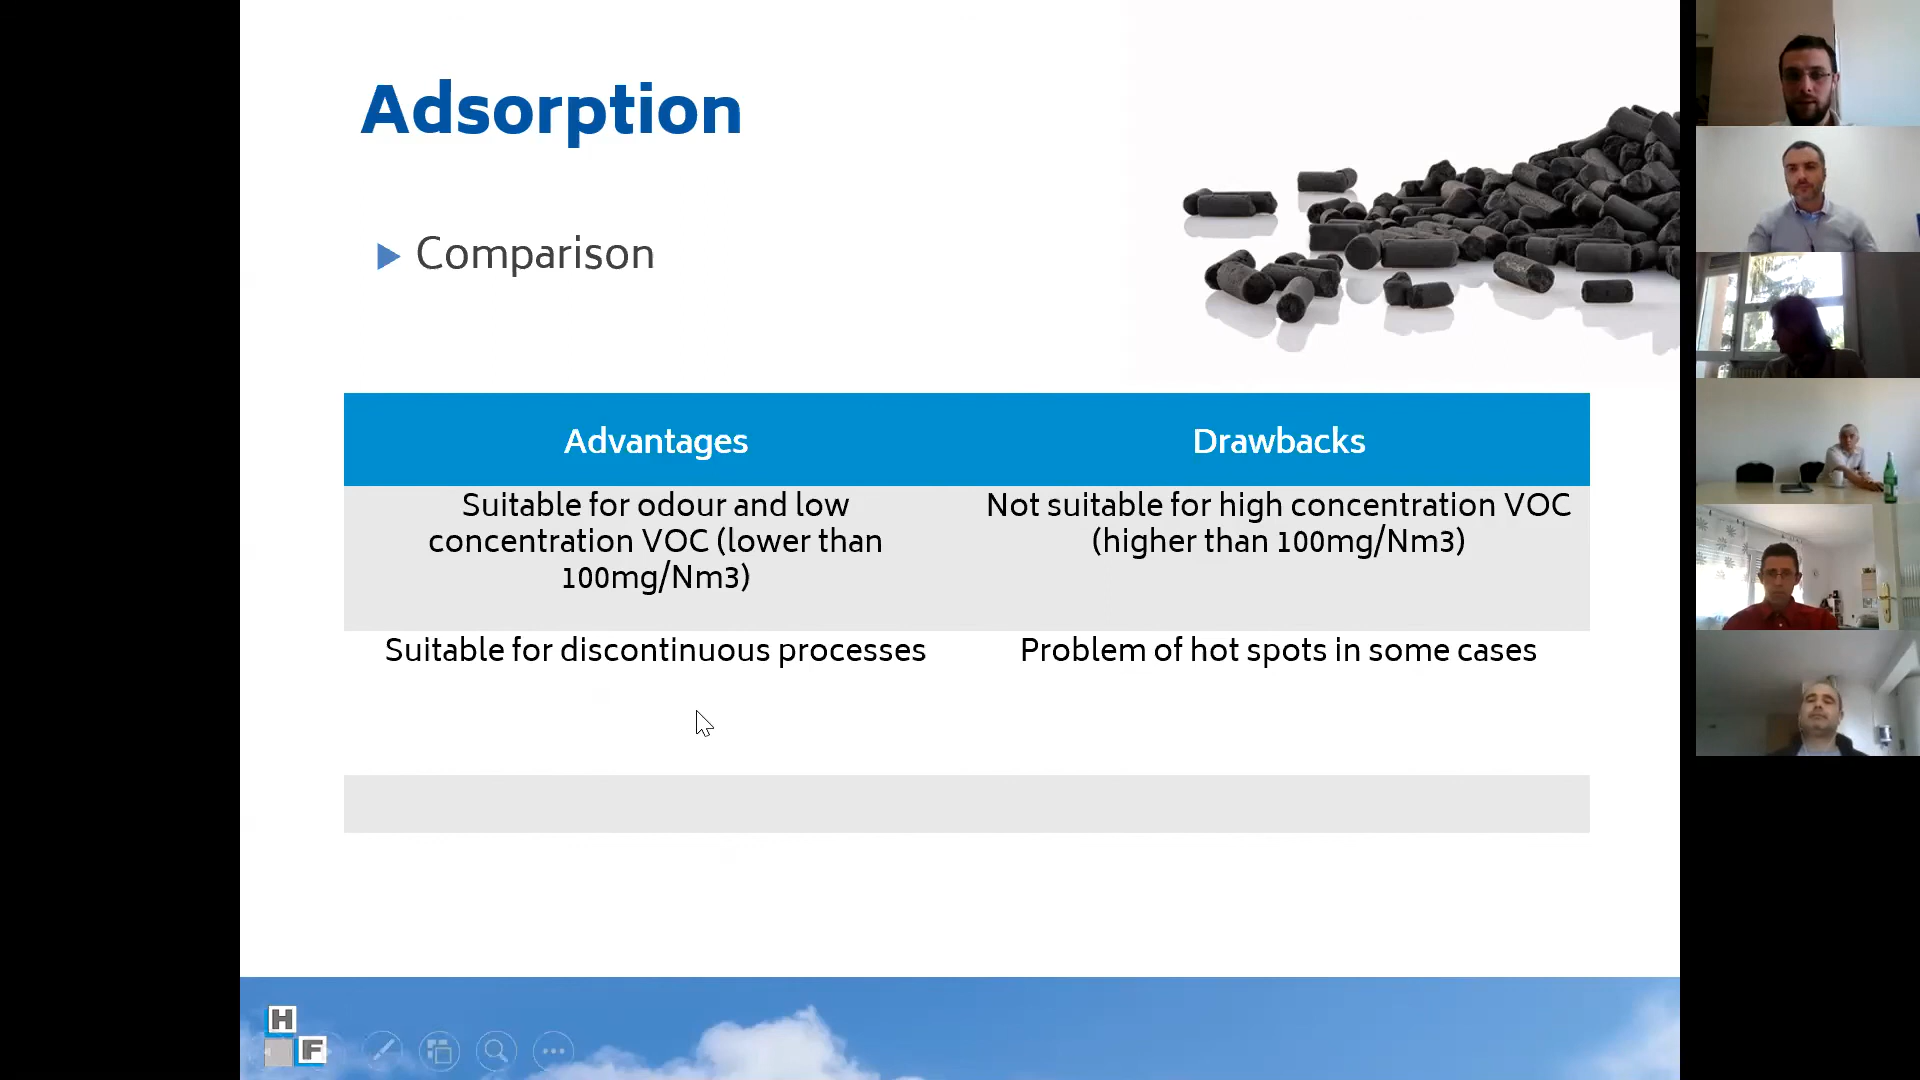 Adsorption
Comparison
Advantages
Drawbacks
Suitable for odour and low
concentration VOC (lower than
100mg/Nm3)
Not suitable for high concentration VOC
(higher than 100mg/Nm3)
Suitable for discontinuous processes
Problem of hot spots in some cases
H
F